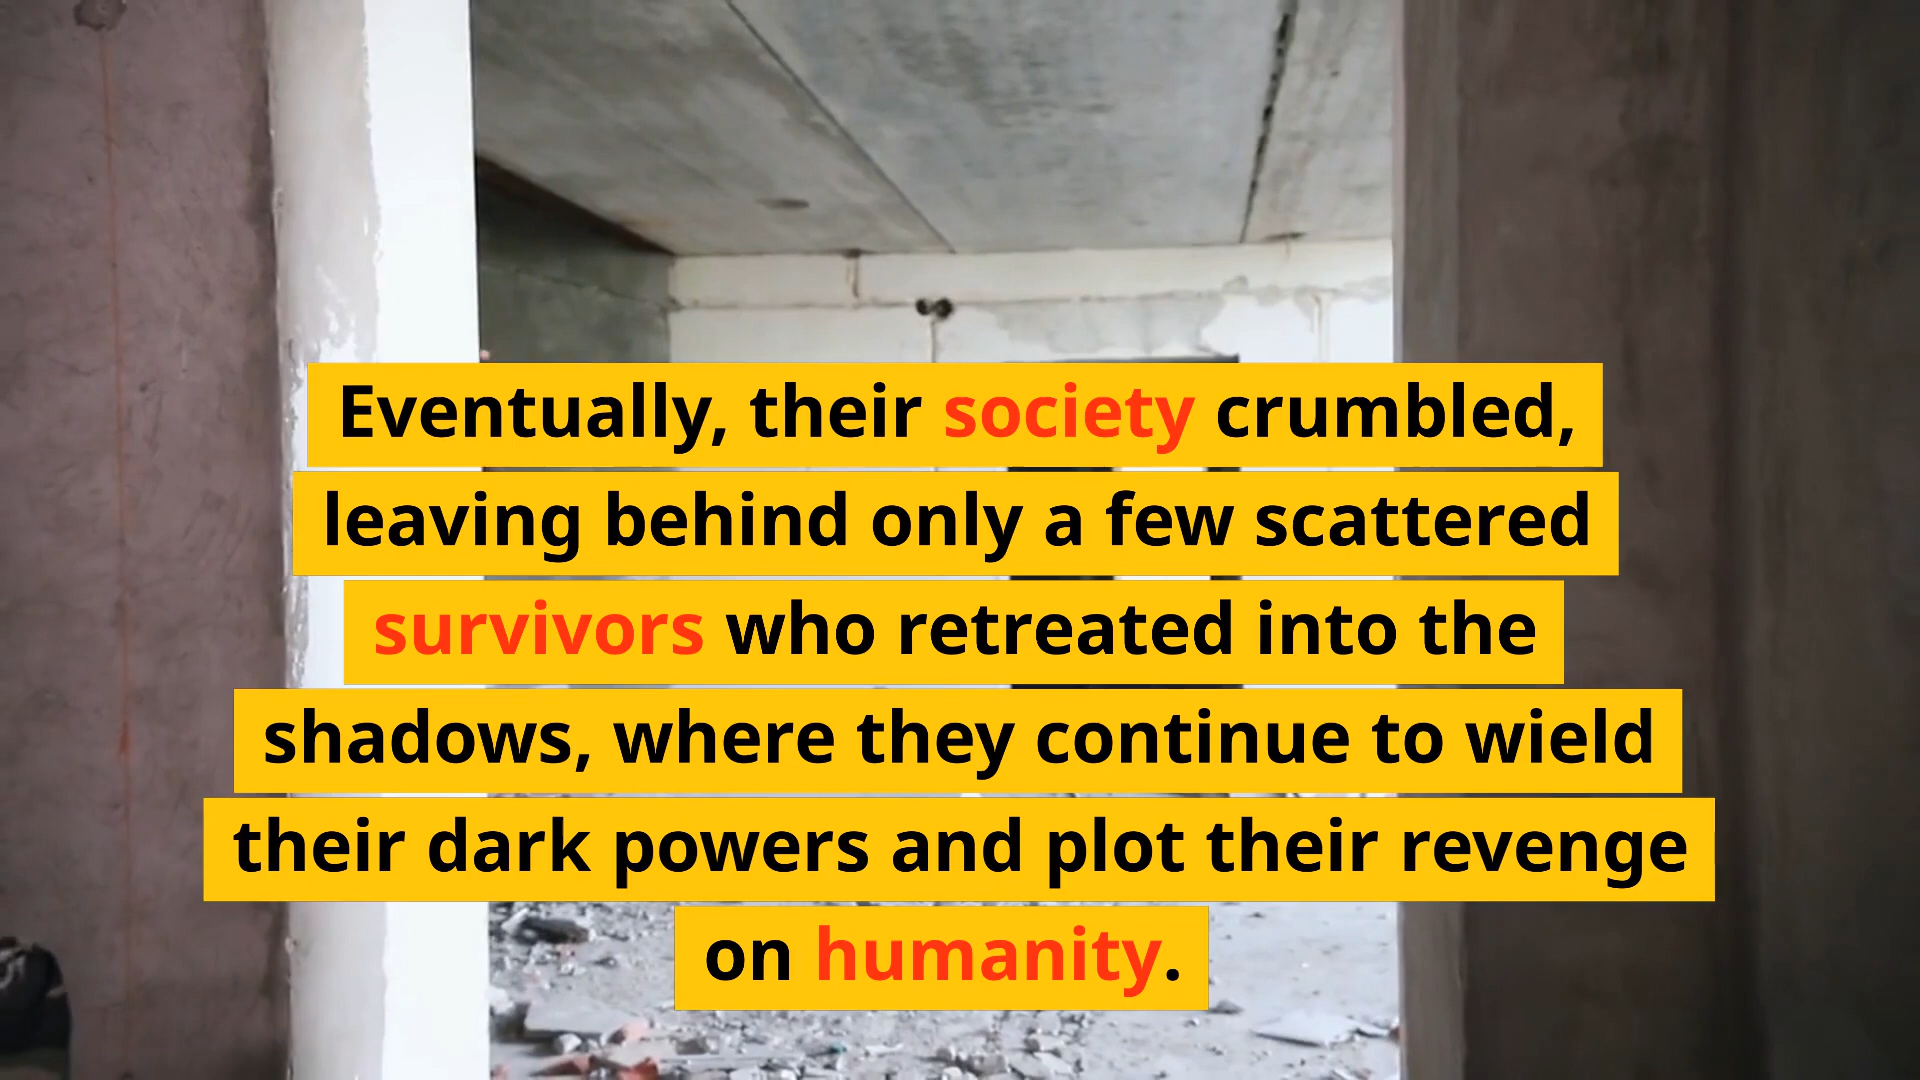 Eventually, their society crumbled,
leaving behind only a few scattered
survivors who retreated into the
shadows, where they continue to wield
their dark powers and plot their revenge
on humanity.